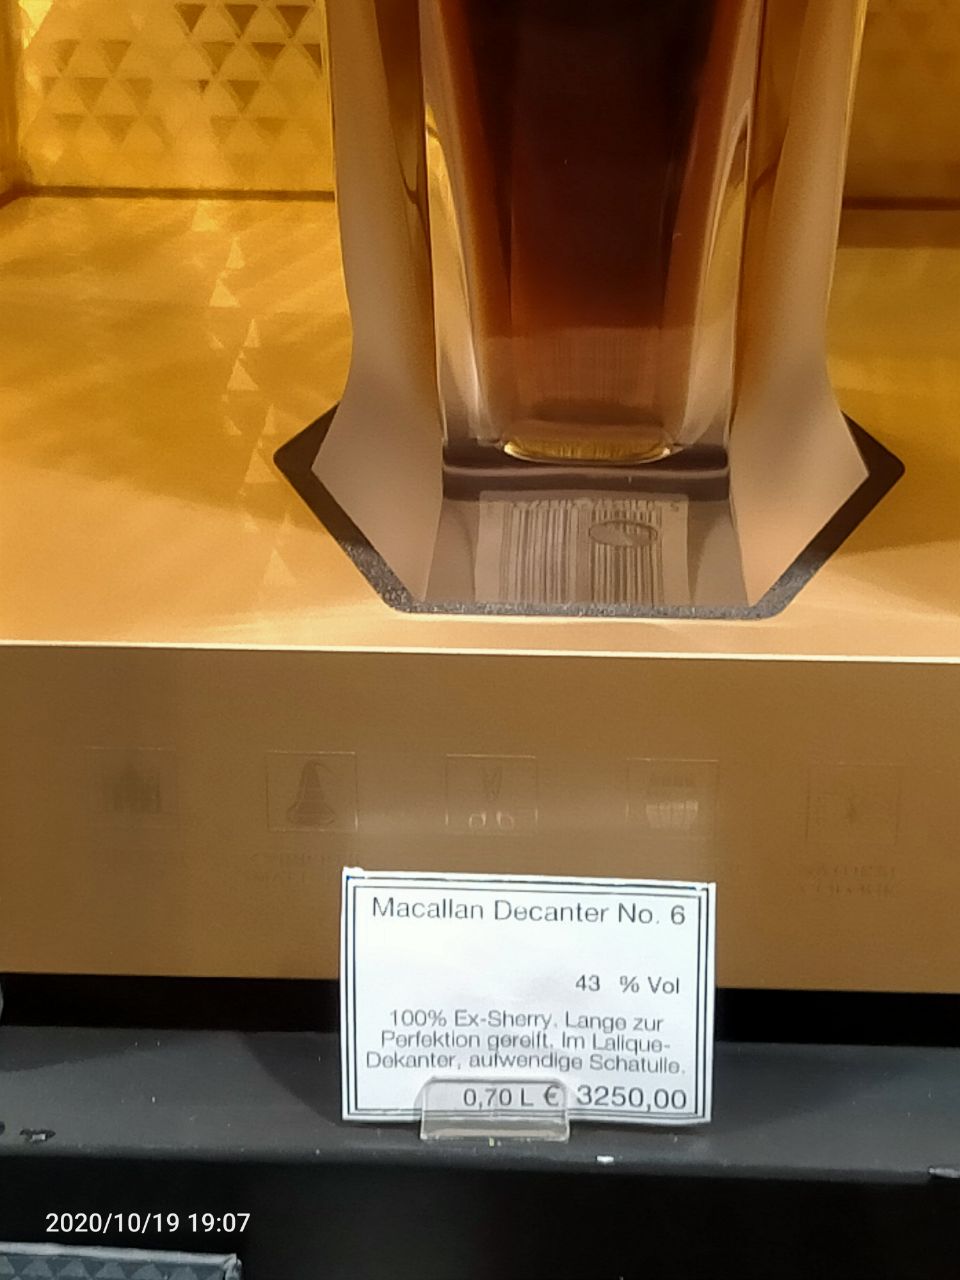 Macallan Decanter No. 6
43 % Vol
100% Ex-Sherry. Lange zur
Perfektion gereift. Im Lalique-
Dekanter, aufwendige Schatulle.
0,70 L € 3250,00
2020/10/19 19:07